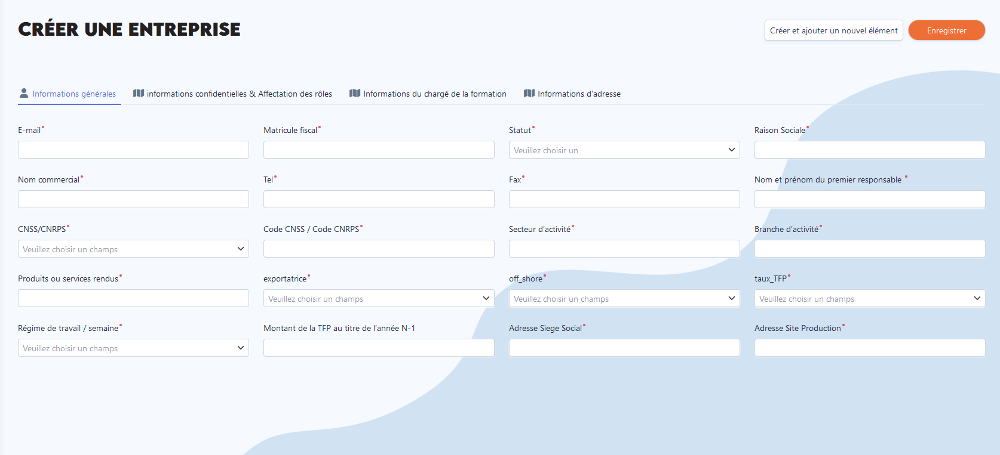 CRÉER UNE ENTREPRISE
Créer et ajouter un nouvel élément
Enregistrer
Informations générales
informations confidentielles & Affectation des rôles
Informations du chargé de la formation
Informations d'adresse
E-mail
Matricule fiscal
Statut
Raison Sociale
Veuillez choisir un
Nom commercial
Tel
Fax
Nom et prénom du premier responsable
CNSS/CNRPS
Code CNSS / Code CNRPS
Secteur d'activité
Branche d'activité
Veuillez choisir un champs
Produits ou services rendus
exportatrice
off_shore
taux_TFP
Veuillez choisir un champs
Veuillez choisir un champs
Veuillez choisir un champs
Régime de travail / semaine
Montant de la TFP au titre de l'année N-1
Adresse Siege Social
Adresse Site Production
Veuillez choisir un champs